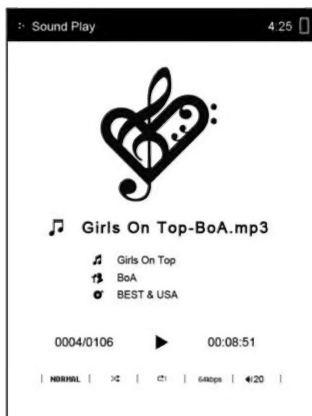 Sound Play 4:25
Girls On Top-BoA.mp3
Girls On Top
BoA
BEST & USA
0004/0106 00:08:51
NORMAL 64kbps 20